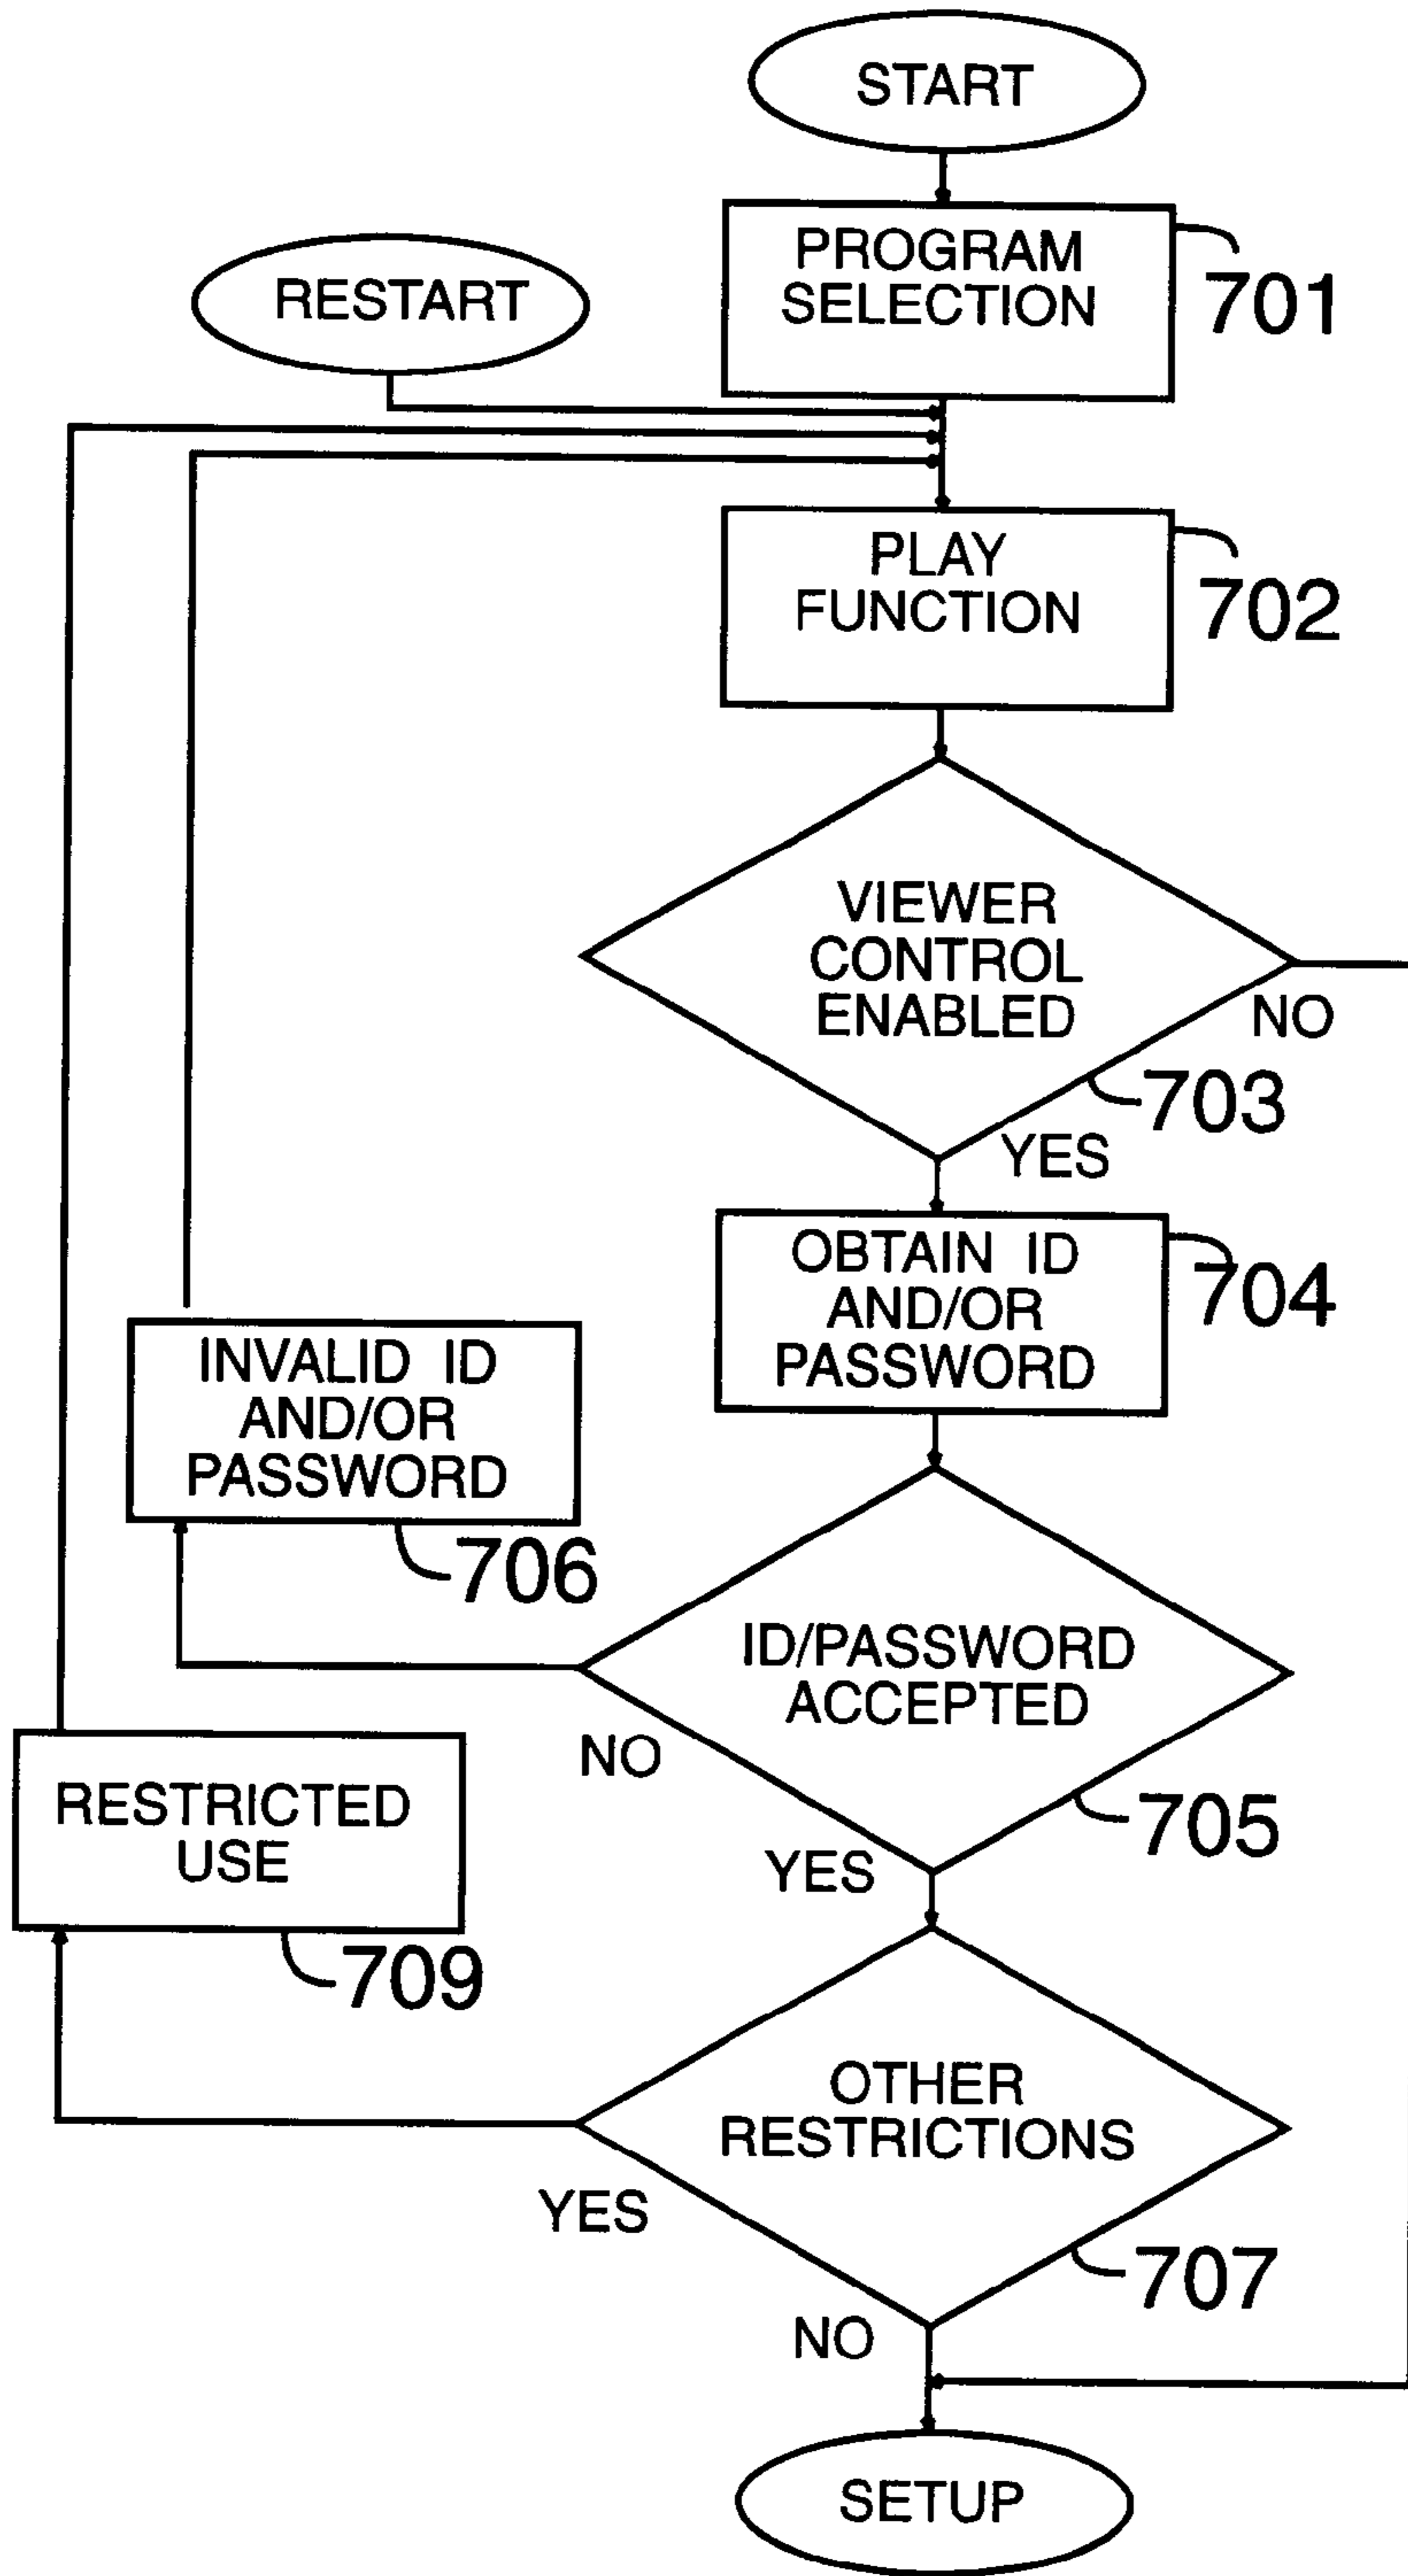 START
PROGRAM
SELECTION
701
RESTART
PLAY
FUNCTION
702
VIEWER
CONTROL
ENABLED
NO
703
YES
OBTAIN ID
AND/OR
PASSWORD
704
INVALID ID
AND/OR
PASSWORD
706
ID/PASSWORD
ACCEPTED
NO
705
YES
RESTRICTED
USE
709
OTHER
RESTRICTIONS
YES
707
NO
SETUP